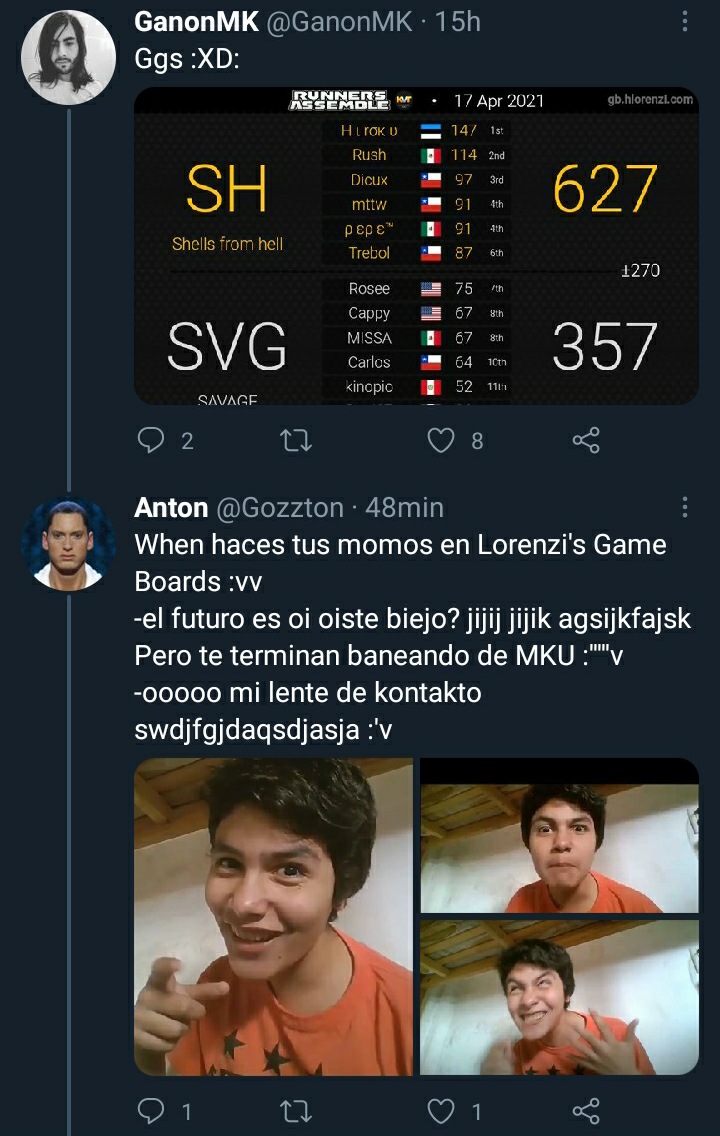 GanonMK @GanonMK · 15h
Ggs :XD:
RUNNERS ASSEMBLE KVT · 17 Apr 2021 gb.hlorenzi.com
SH
Shells from hell
627
Hιrοκυ 147 1st
Rush 114 2nd
Dicux 97 3rd
mttw 91 4th
ρερε™ 91 4th
Trebol 87 6th
±270
SVG
SAVAGE
357
Rosee 75 7th
Cappy 67 8th
MISSA 67 8th
Carlos 64 10th
kinopio 52 11th
2 8
Anton @Gozzton · 48min
When haces tus momos en Lorenzi's Game
Boards :vv
-el futuro es oi oiste biejo? jijij jijik agsijkfajsk
Pero te terminan baneando de MKU :'""v
-ooooo mi lente de kontakto
swdjfgjdaqsdjasja :'v
1 1